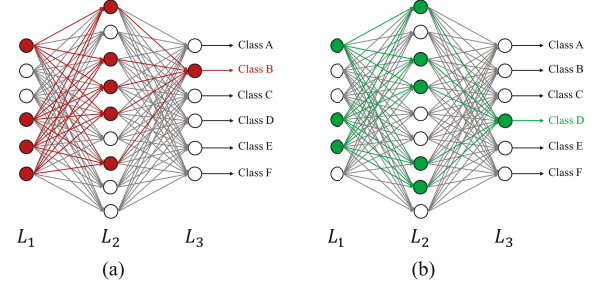 Class A
Class B
Class C
Class D
Class E
Class F
L1
L2
L3
(a)
Class A
Class B
Class C
Class D
Class E
Class F
L1
L2
L3
(b)